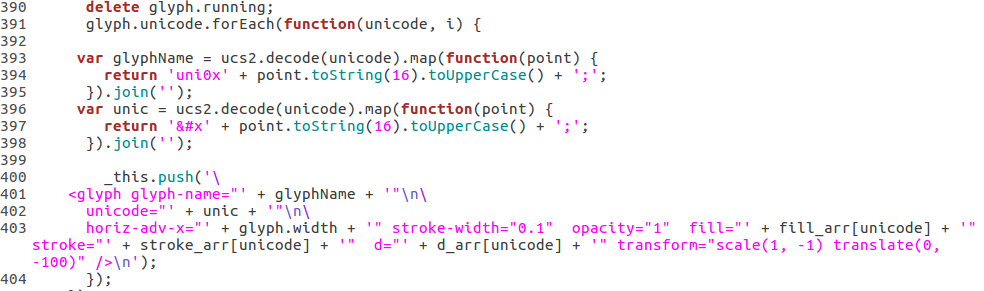 390       delete glyph.running;
391       glyph.unicode.forEach(function(unicode, i) {
392
393      var glyphName = ucs2.decode(unicode).map(function(point) {
394         return 'uni0x' + point.toString(16).toUpperCase() + ';';
395       }).join('');
396      var unic = ucs2.decode(unicode).map(function(point) {
397         return '&#x' + point.toString(16).toUpperCase() + ';';
398       }).join('');
399
400         _this.push('\
401     <glyph glyph-name="' + glyphName + '"\n\
402       unicode="' + unic + '"\n\
403       horiz-adv-x="' + glyph.width + '" stroke-width="0.1"  opacity="1"  fill="' + fill_arr[unicode] + '"
stroke="' + stroke_arr[unicode] + '"  d="' + d_arr[unicode] + '" transform="scale(1, -1) translate(0,
-100)" />\n');
404       });